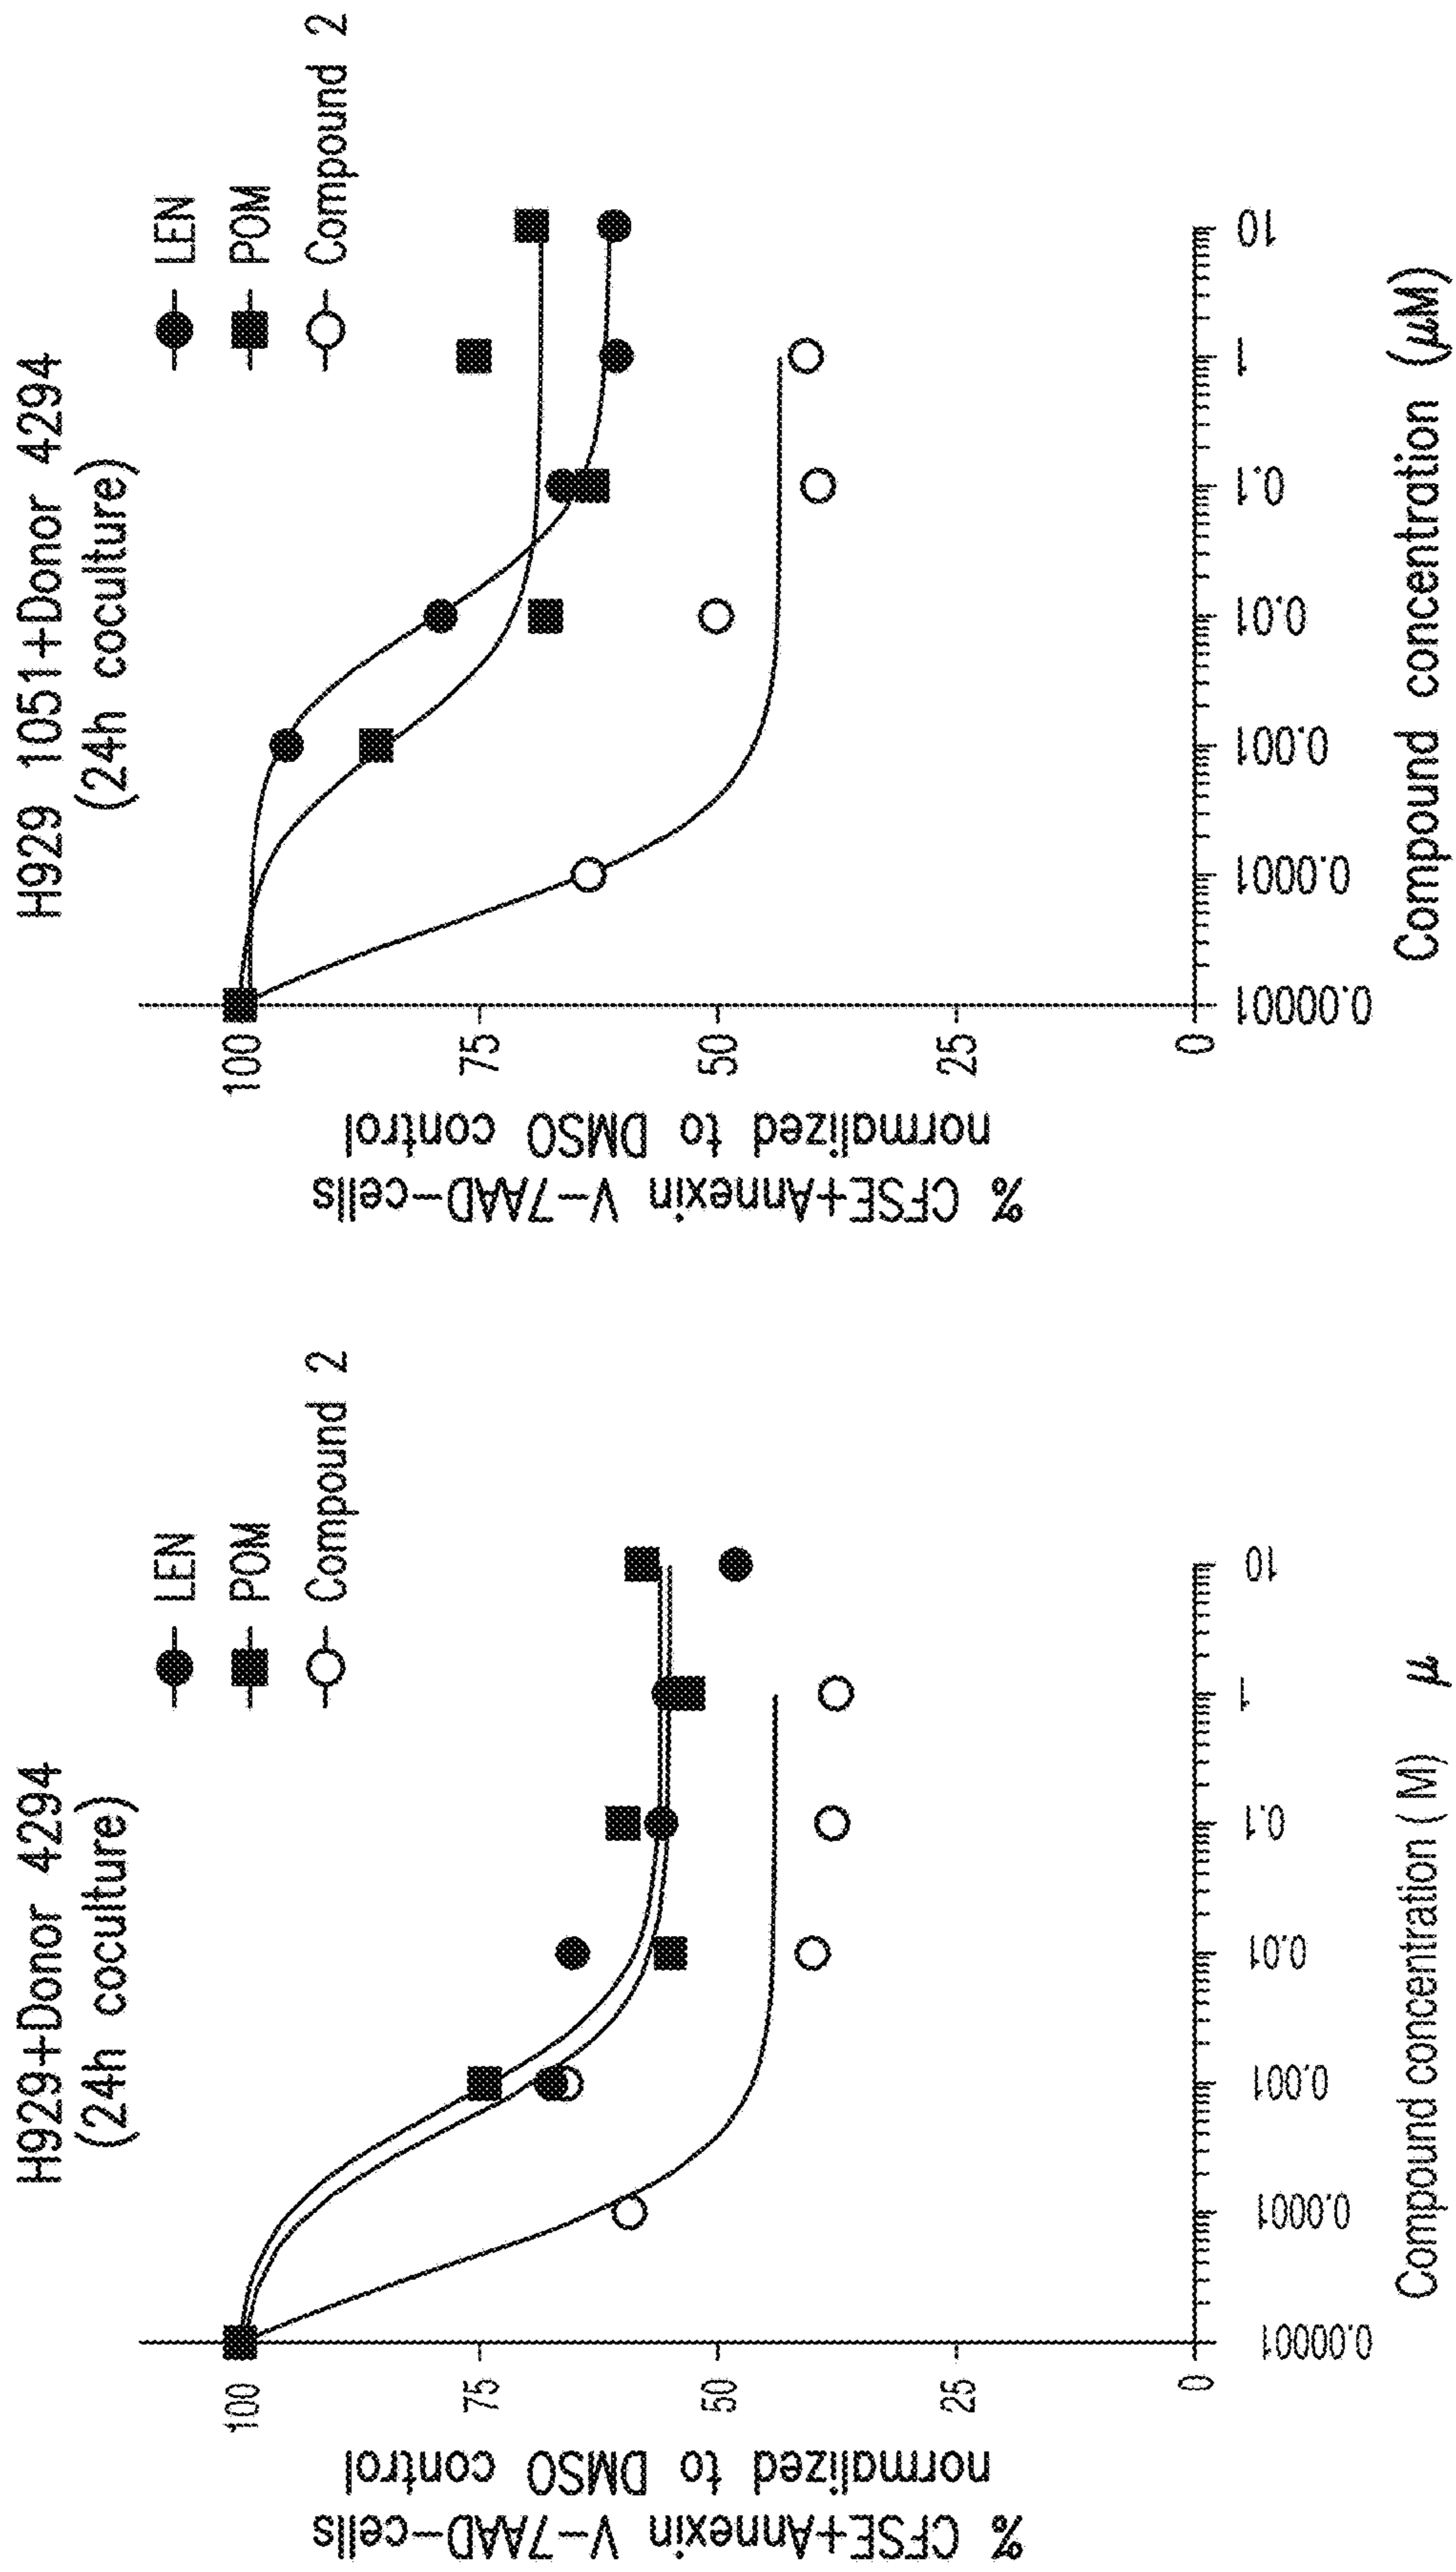 H929+Donor 4294
(24h coculture)
LEN
POM
Compound 2
% CFSE+Annexin V-7AAD-cells
normalized to DMSO control
100
75
50
25
0
0.00001
0.0001
0.001
0.01
0.1
1
10
Compound concentration ( M) μ
H929 1051+Donor 4294
(24h coculture)
LEN
POM
Compound 2
% CFSE+Annexin V-7AAD-cells
normalized to DMSO control
100
75
50
25
0
0.00001
0.0001
0.001
0.01
0.1
1
10
Compound concentration (μM)